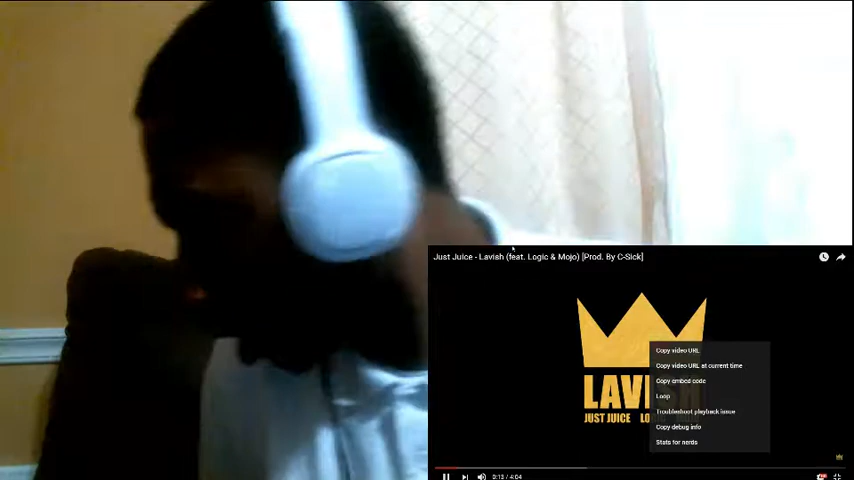 Just Juice - Lavish (feat. Logic & Mojo) [Prod. By C-Sick]
Copy video URL
Copy video URL at current time
Copy embed code
Loop
Troubleshoot playback issue
Copy debug info
Stats for nerds
LAVI
JUST JUICE
0:13 / 4:04